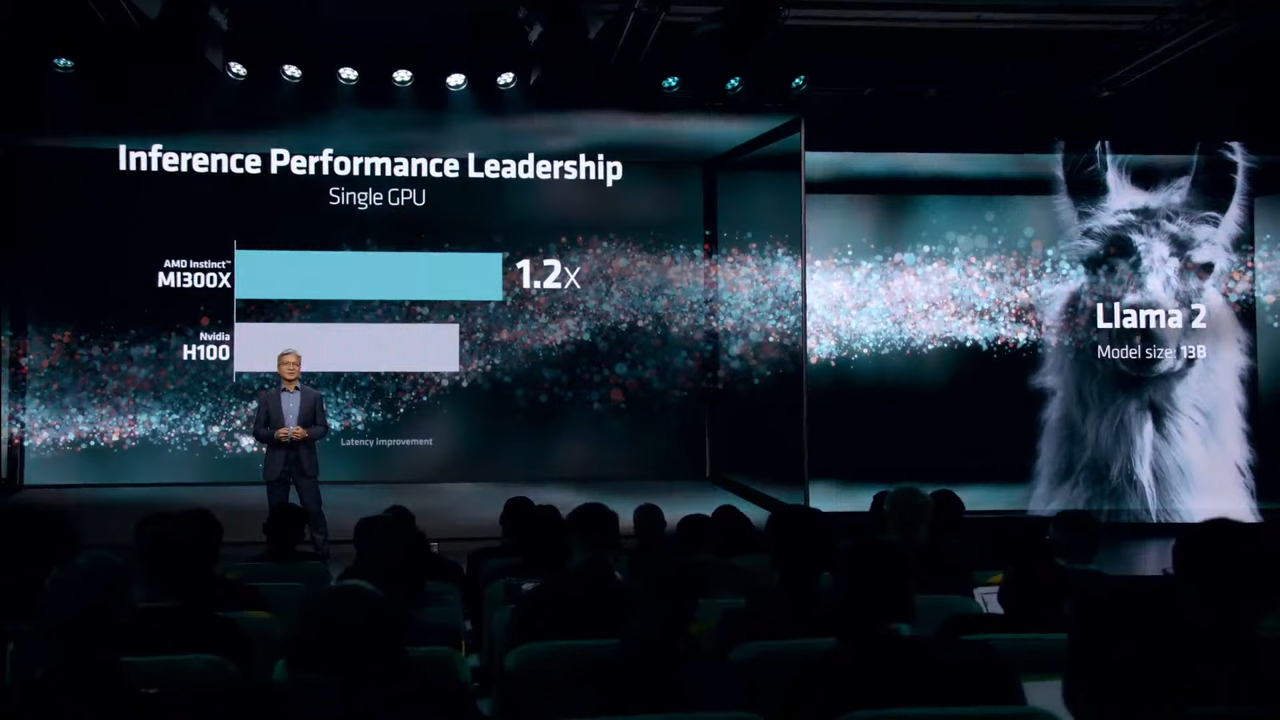 Inference Performance Leadership
Single GPU
AMD Instinct™
MI300X
1.2x
Nvidia
H100
Latency improvement
Llama 2
Model size: 13B